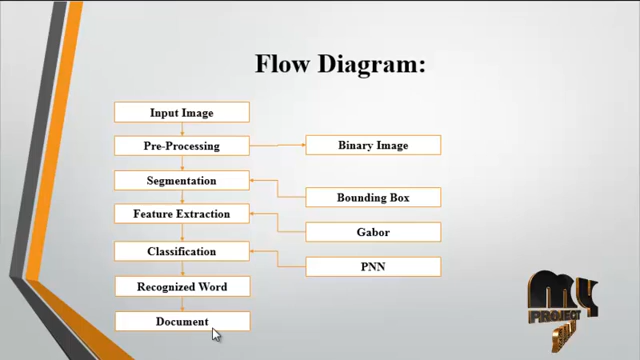 Flow Diagram:
Input Image
Pre-Processing
Binary Image
Segmentation
Bounding Box
Feature Extraction
Gabor
Classification
PNN
Recognized Word
Document
MY
PROJECT